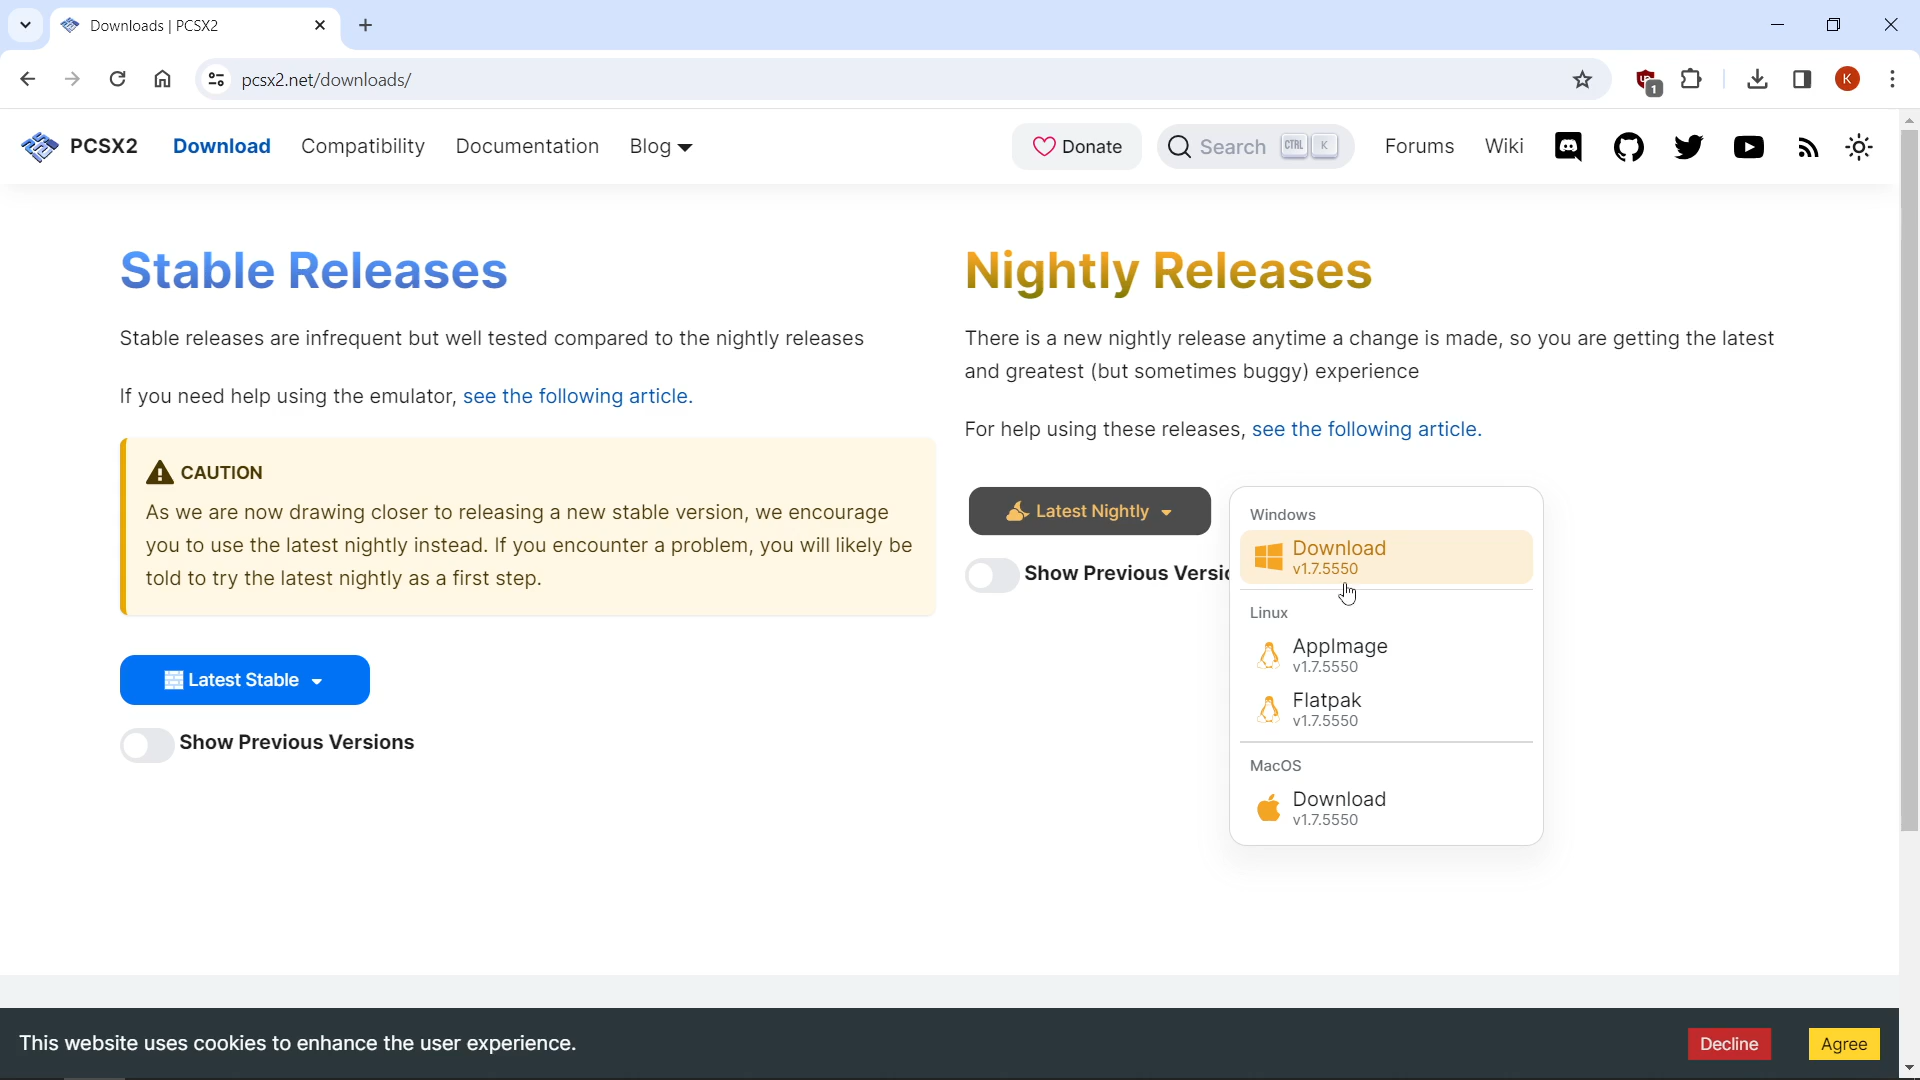 Downloads | PCSX2
pcsx2.net/downloads/
1
K
PCSX2
Download
Compatibility
Documentation
Blog
Donate
Search CTRL K
Forums
Wiki
Stable Releases
Stable releases are infrequent but well tested compared to the nightly releases
If you need help using the emulator, see the following article.
CAUTION
As we are now drawing closer to releasing a new stable version, we encourage
you to use the latest nightly instead. If you encounter a problem, you will likely be
told to try the latest nightly as a first step.
Latest Stable
Show Previous Versions
Nightly Releases
There is a new nightly release anytime a change is made, so you are getting the latest
and greatest (but sometimes buggy) experience
For help using these releases, see the following article.
Latest Nightly
Show Previous Versi
Windows
Download
v1.7.5550
Linux
AppImage
v1.7.5550
Flatpak
v1.7.5550
MacOS
Download
v1.7.5550
This website uses cookies to enhance the user experience.
Decline
Agree